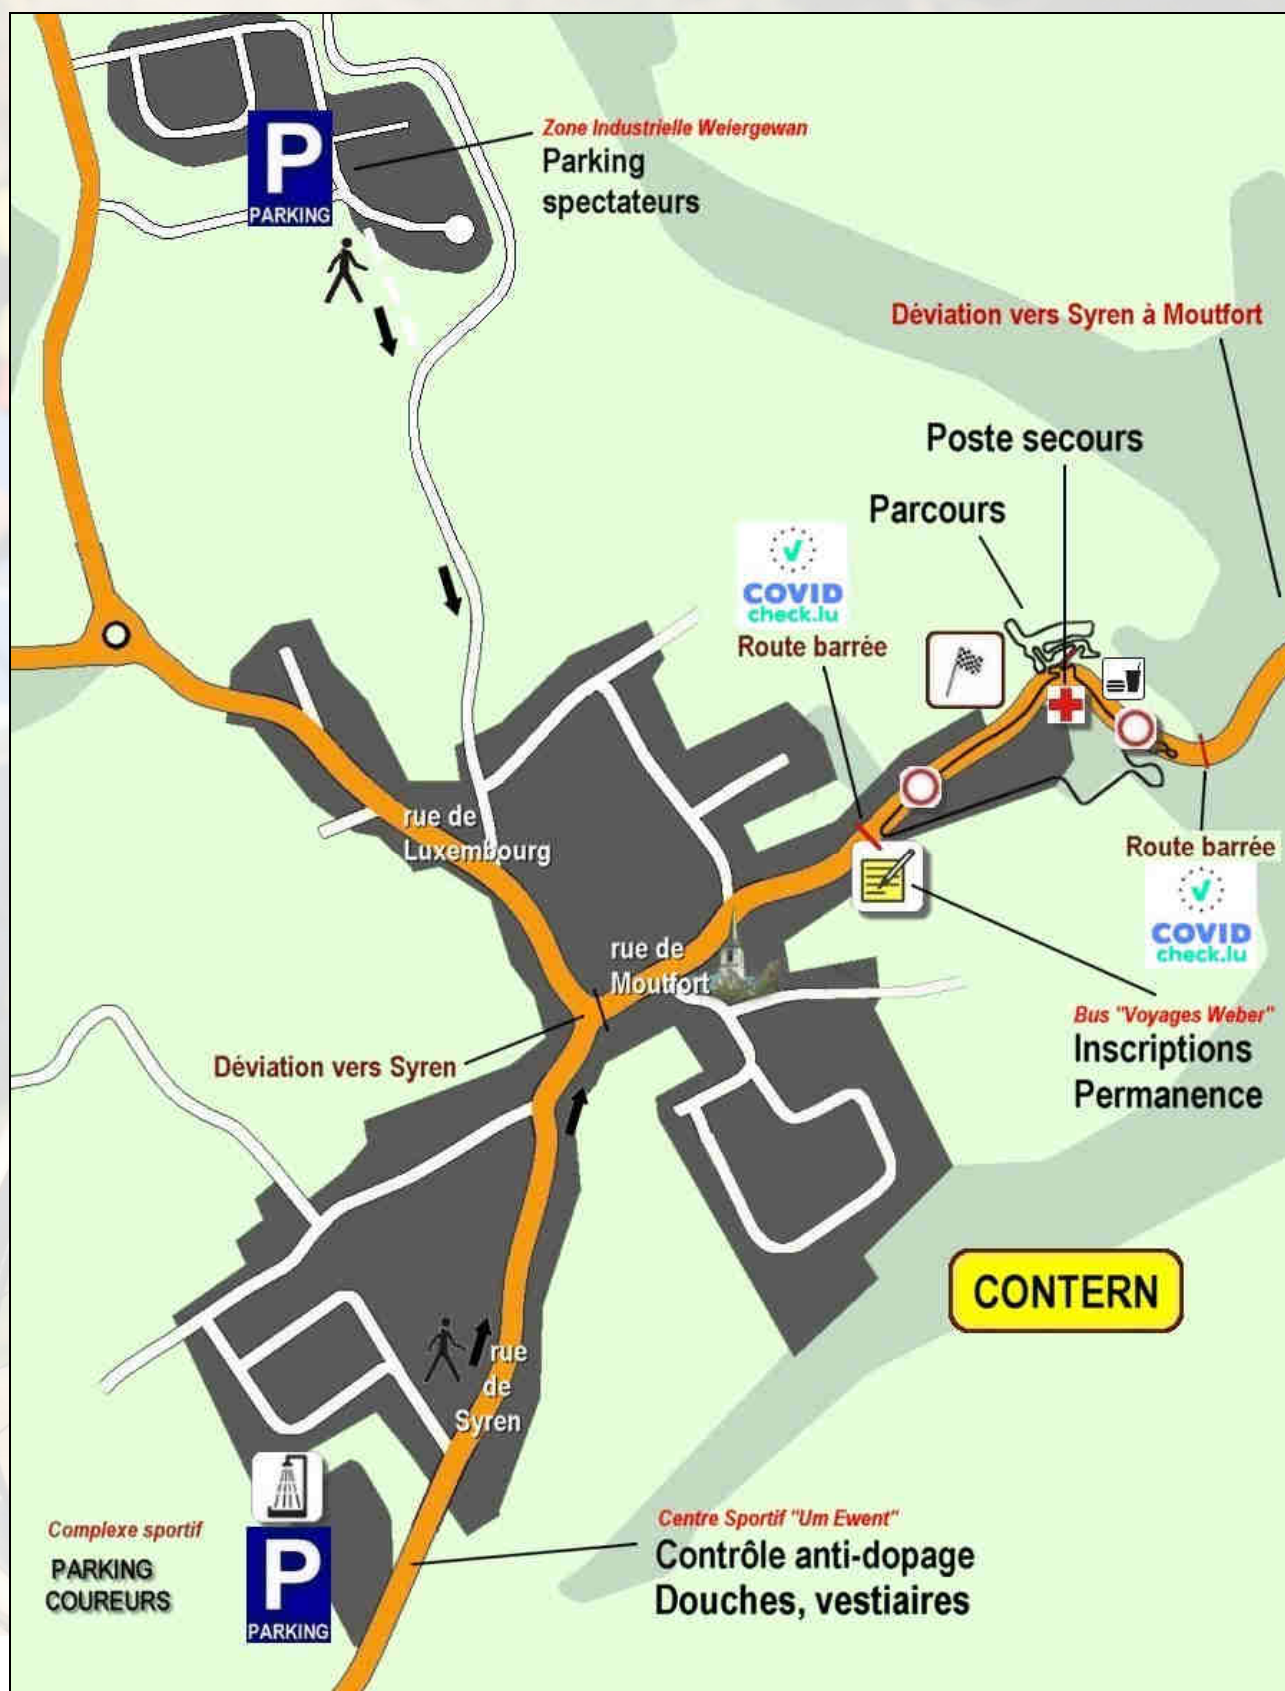 Zone Industrielle Weiergewan
Parking
spectateurs
P
PARKING
Déviation vers Syren à Moutfort
Poste secours
Parcours
COVID
check.lu
Route barrée
rue de
Luxembourg
Route barrée
COVID
check.lu
rue de
Moutfort
Bus "Voyages Weber"
Inscriptions
Permanence
Déviation vers Syren
CONTERN
rue
de
Syren
Complexe sportif
PARKING
COUREURS
P
PARKING
Centre Sportif "Um Ewent"
Contrôle anti-dopage
Douches, vestiaires